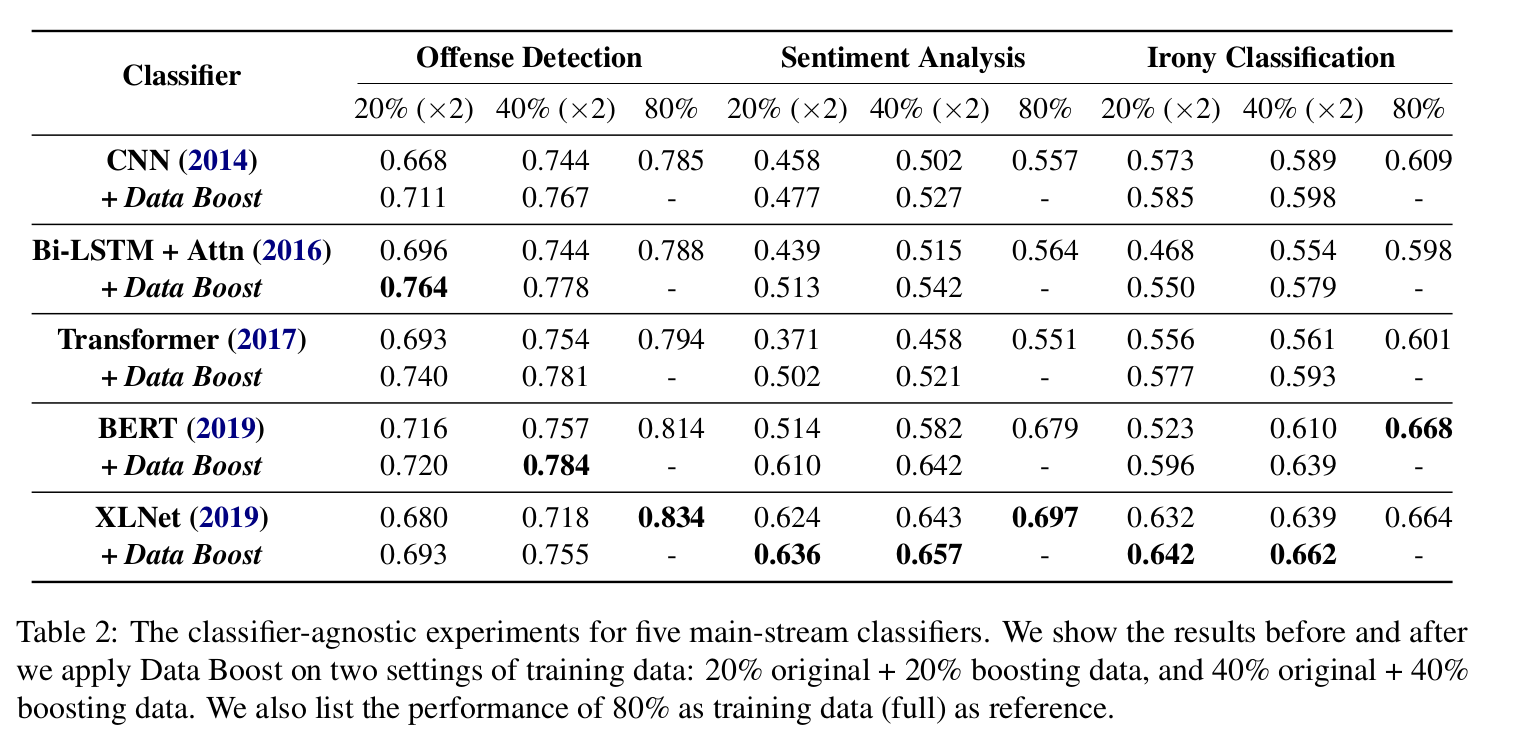 Classifier Offense Detection Sentiment Analysis Irony Classification
20% (×2) 40% (×2) 80% 20% (×2) 40% (×2) 80% 20% (×2) 40% (×2) 80%
CNN (2014) 0.668 0.744 0.785 0.458 0.502 0.557 0.573 0.589 0.609
+ Data Boost 0.711 0.767 - 0.477 0.527 - 0.585 0.598 -
Bi-LSTM + Attn (2016) 0.696 0.744 0.788 0.439 0.515 0.564 0.468 0.554 0.598
+ Data Boost 0.764 0.778 - 0.513 0.542 - 0.550 0.579 -
Transformer (2017) 0.693 0.754 0.794 0.371 0.458 0.551 0.556 0.561 0.601
+ Data Boost 0.740 0.781 - 0.502 0.521 - 0.577 0.593 -
BERT (2019) 0.716 0.757 0.814 0.514 0.582 0.679 0.523 0.610 0.668
+ Data Boost 0.720 0.784 - 0.610 0.642 - 0.596 0.639 -
XLNet (2019) 0.680 0.718 0.834 0.624 0.643 0.697 0.632 0.639 0.664
+ Data Boost 0.693 0.755 - 0.636 0.657 - 0.642 0.662 -
Table 2: The classifier-agnostic experiments for five main-stream classifiers. We show the results before and after
we apply Data Boost on two settings of training data: 20% original + 20% boosting data, and 40% original + 40%
boosting data. We also list the performance of 80% as training data (full) as reference.